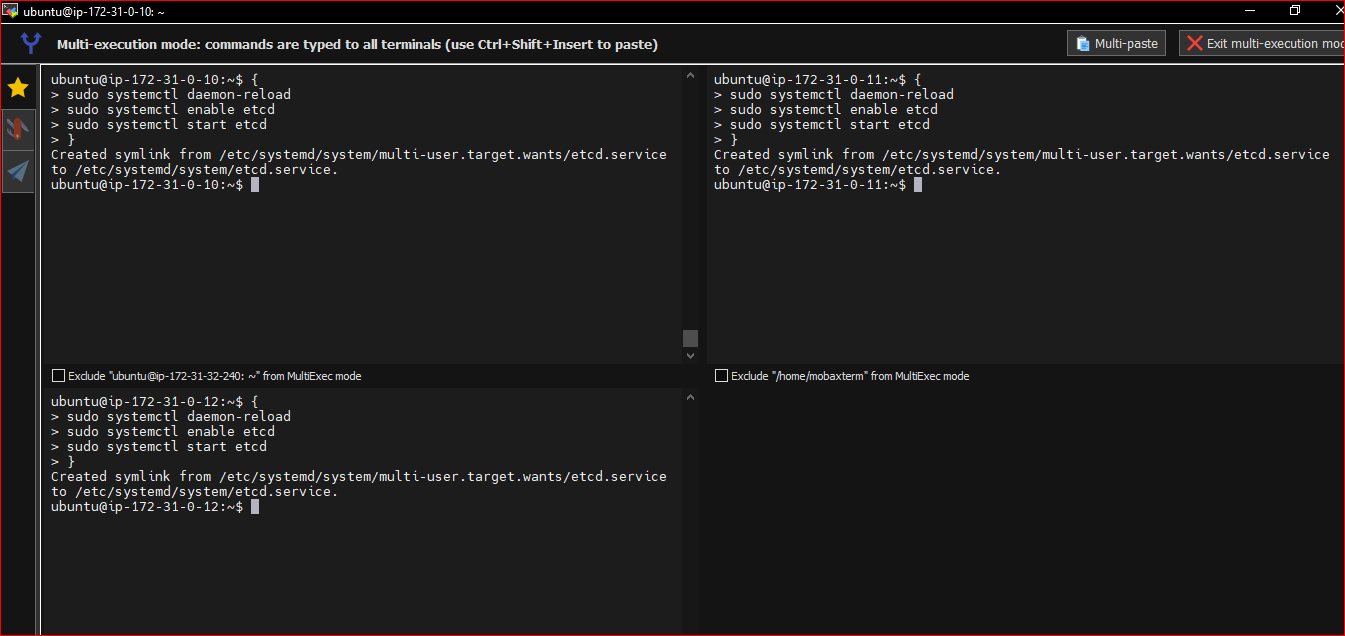 ubuntu@ip-172-31-0-10: ~
Multi-execution mode: commands are typed to all terminals (use Ctrl+Shift+Insert to paste)
Multi-paste
Exit multi-execution mod
ubuntu@ip-172-31-0-10:~$ {
> sudo systemctl daemon-reload
> sudo systemctl enable etcd
> sudo systemctl start etcd
> }
Created symlink from /etc/systemd/system/multi-user.target.wants/etcd.service
to /etc/systemd/system/etcd.service.
ubuntu@ip-172-31-0-10:~$
ubuntu@ip-172-31-0-11:~$ {
> sudo systemctl daemon-reload
> sudo systemctl enable etcd
> sudo systemctl start etcd
> }
Created symlink from /etc/systemd/system/multi-user.target.wants/etcd.service
to /etc/systemd/system/etcd.service.
ubuntu@ip-172-31-0-11:~$
Exclude "ubuntu@ip-172-31-32-240: ~" from MultiExec mode
Exclude "/home/mobaxterm" from MultiExec mode
ubuntu@ip-172-31-0-12:~$ {
> sudo systemctl daemon-reload
> sudo systemctl enable etcd
> sudo systemctl start etcd
> }
Created symlink from /etc/systemd/system/multi-user.target.wants/etcd.service
to /etc/systemd/system/etcd.service.
ubuntu@ip-172-31-0-12:~$